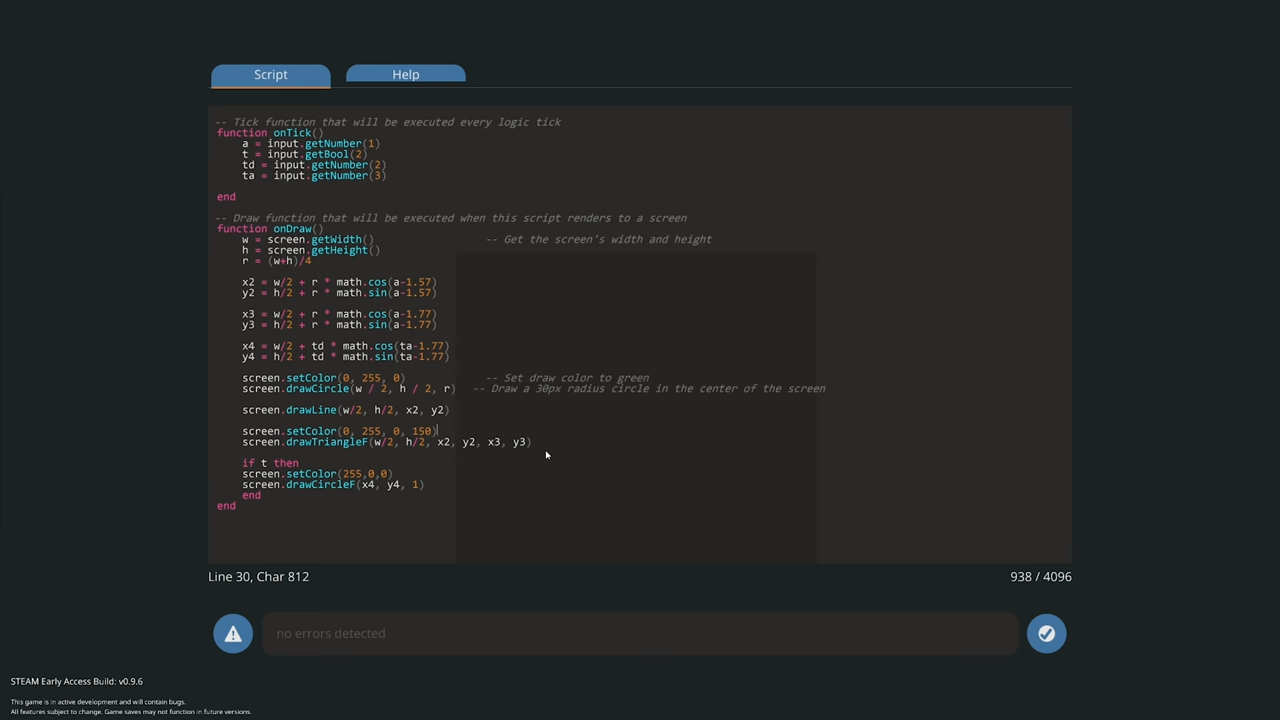 Script Help
-- Tick function that will be executed every logic tick
function onTick()
a = input.getNumber(1)
t = input.getBool(2)
td = input.getNumber(2)
ta = input.getNumber(3)
end
-- Draw function that will be executed when this script renders to a screen
function onDraw()
w = screen.getWidth() -- Get the screen's width and height
h = screen.getHeight()
r = (w+h)/4
x2 = w/2 + r * math.cos(a-1.57)
y2 = h/2 + r * math.sin(a-1.57)
x3 = w/2 + r * math.cos(a-1.77)
y3 = h/2 + r * math.sin(a-1.77)
x4 = w/2 + td * math.cos(ta-1.77)
y4 = h/2 + td * math.sin(ta-1.77)
screen.setColor(0, 255, 0) -- Set draw color to green
screen.drawCircle(w / 2, h / 2, r) -- Draw a 30px radius circle in the center of the screen
screen.drawLine(w/2, h/2, x2, y2)
screen.setColor(0, 255, 0, 150)
screen.drawTriangleF(w/2, h/2, x2, y2, x3, y3)
if t then
screen.setColor(255,0,0)
screen.drawCircleF(x4, y4, 1)
end
end
Line 30, Char 812 938 / 4096
no errors detected
STEAM Early Access Build: v0.9.6
This game is in active development and will contain bugs.
All features subject to change. Game saves may not function in future versions.